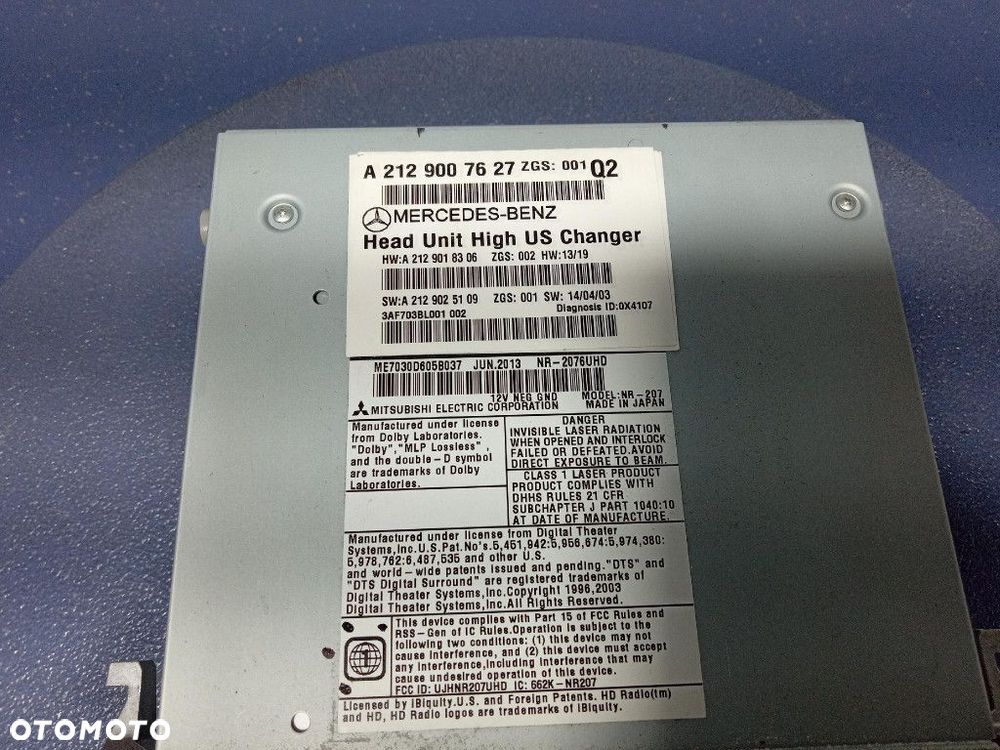 A 212 900 76 27 ZGS: 001 Q2
MERCEDES-BENZ
Head Unit High US Changer
HW:A 212 901 83 06 ZGS: 002 HW:13/19
SW:A 212 902 51 09 ZGS: 001 SW: 14/04/03
3AF703BL001 002 Diagnosis ID:0X4107
ME7030D605B037 JUN.2013 NR-2076UHD
12V NEG GND MODEL:NR-207
MITSUBISHI ELECTRIC CORPORATION MADE IN JAPAN
Manufactured under license
from Dolby Laboratories.
"Dolby","MLP Lossless",
and the double-D symbol
are trademarks of Dolby
Laboratories.
DANGER
INVISIBLE LASER RADIATION
WHEN OPENED AND INTERLOCK
FAILED OR DEFEATED.AVOID
DIRECT EXPOSURE TO BEAM.
CLASS 1 LASER PRODUCT
PRODUCT COMPLIES WITH
DHHS RULES 21 CFR
SUBCHAPTER J PART 1040:10
AT DATE OF MANUFACTURE.
Manufactured under license from Digital Theater
Systems,Inc.U.S.Pat.No's.5,451,942:5,956,674:5,974,380:
5,978,762:6,487,535 and other U.S.
and world-wide patents issued and pending."DTS" and
"DTS Digital Surround" are registered trademarks of
Digital Theater Systems,Inc.Copyright 1996,2003
Digital Theater Systems,Inc.All Rights Reserved.
This device complies with Part 15 of FCC Rules and
RSS-Gen of IC Rules.Operation is subject to the
following two conditions: (1) this device may not
cause interference, and (2) this device must accept
any interference,including interference that may
cause undesired operation of this device.
FCC ID: UJHNR207UHD IC: 662K-NR207
Licensed by iBiquity.U.S. and Foreign Patents. HD Radio(tm)
and HD, HD Radio logos are trademarks of iBiquity.
OTOMOTO